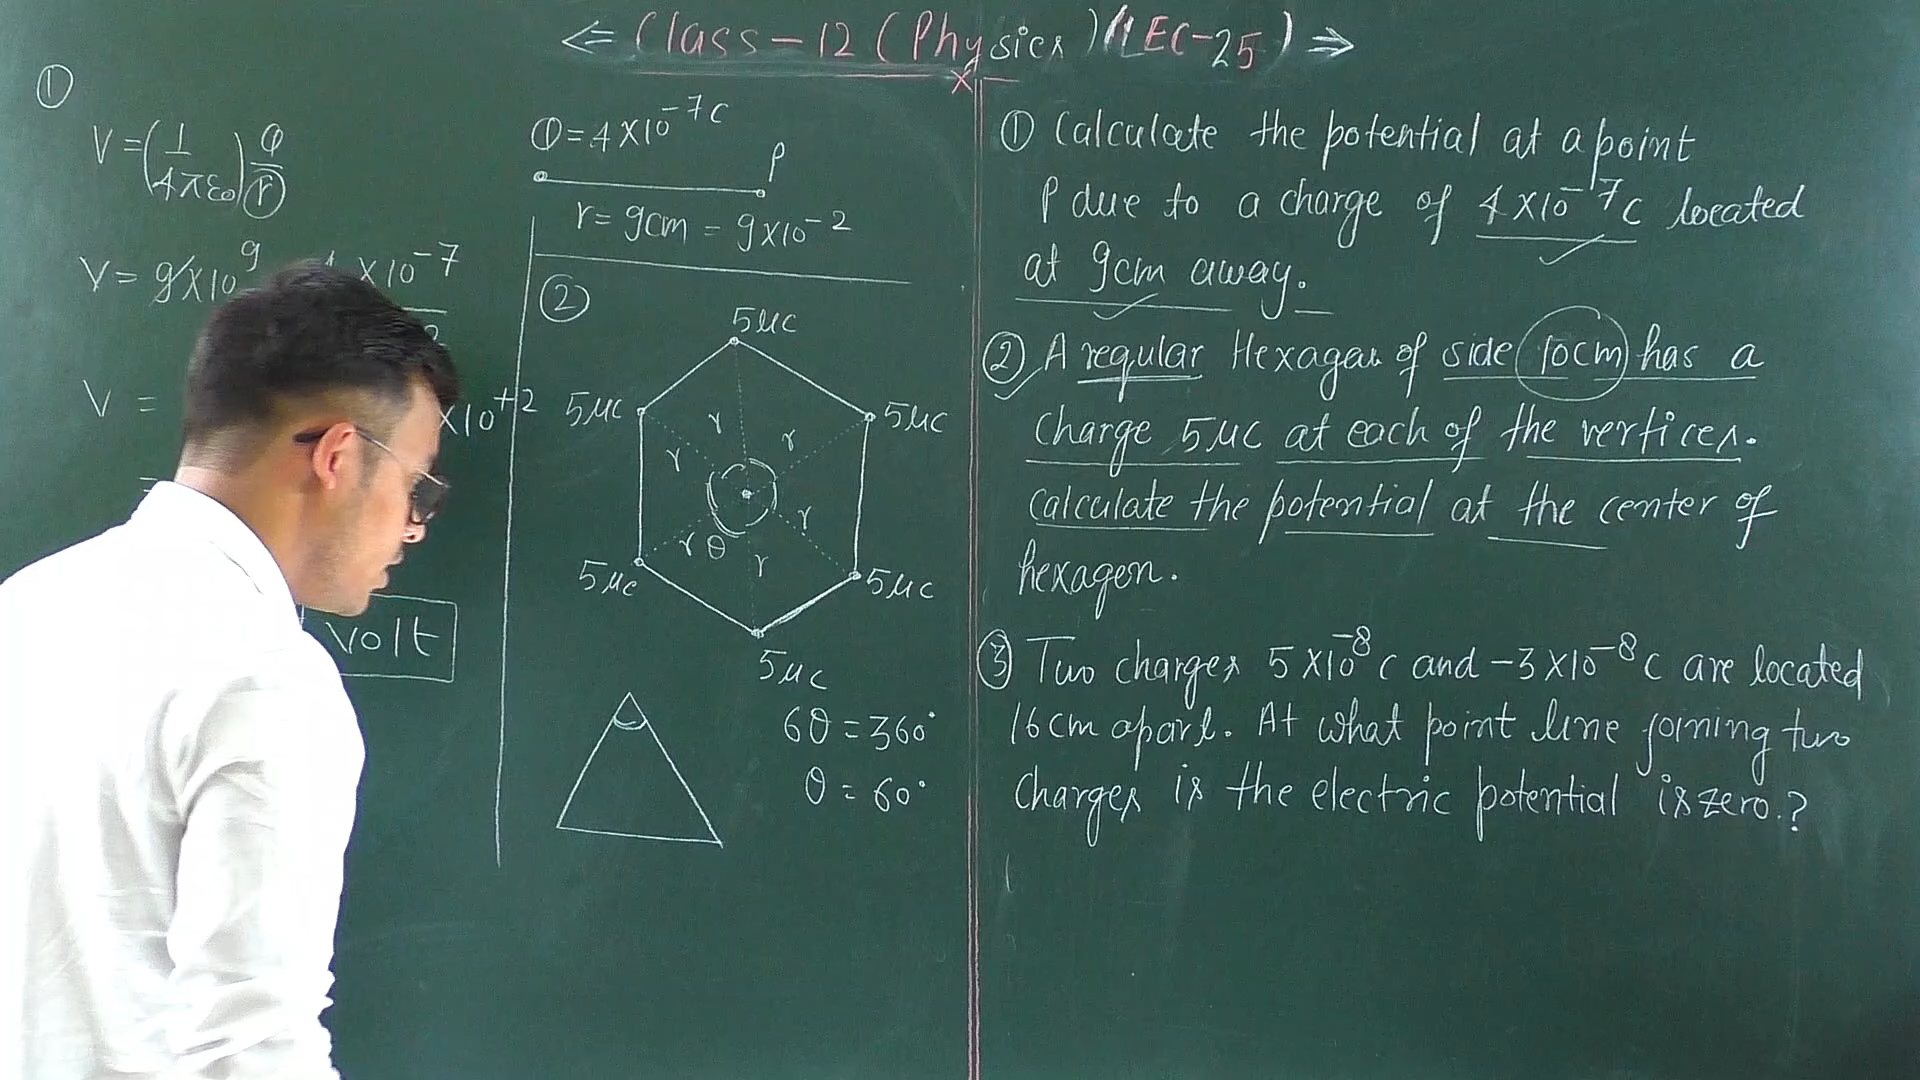 ⇐ Class-12 (Physics) (LEC-25) ⇒
①
V = (1/4πε₀) Q/r
V = 9×10⁹ ×10⁻⁷
V = ×10⁺²
=
volt
Q = 4×10⁻⁷C
P
r = 9cm = 9×10⁻²
②
5μC
5μC
5μC
r
r
r
r
r θ
r
5μC
5μC
5μC
6θ = 360°
θ = 60°
① Calculate the potential at a point
P due to a charge of 4×10⁻⁷C located
at 9cm away.
② A regular Hexagon of side 10cm has a
charge 5μC at each of the vertices.
calculate the potential at the center of
hexagon.
③ Two charges 5×10⁻⁸C and -3×10⁻⁸C are located
16cm apart. At what point line joining two
charges is the electric potential is zero.?